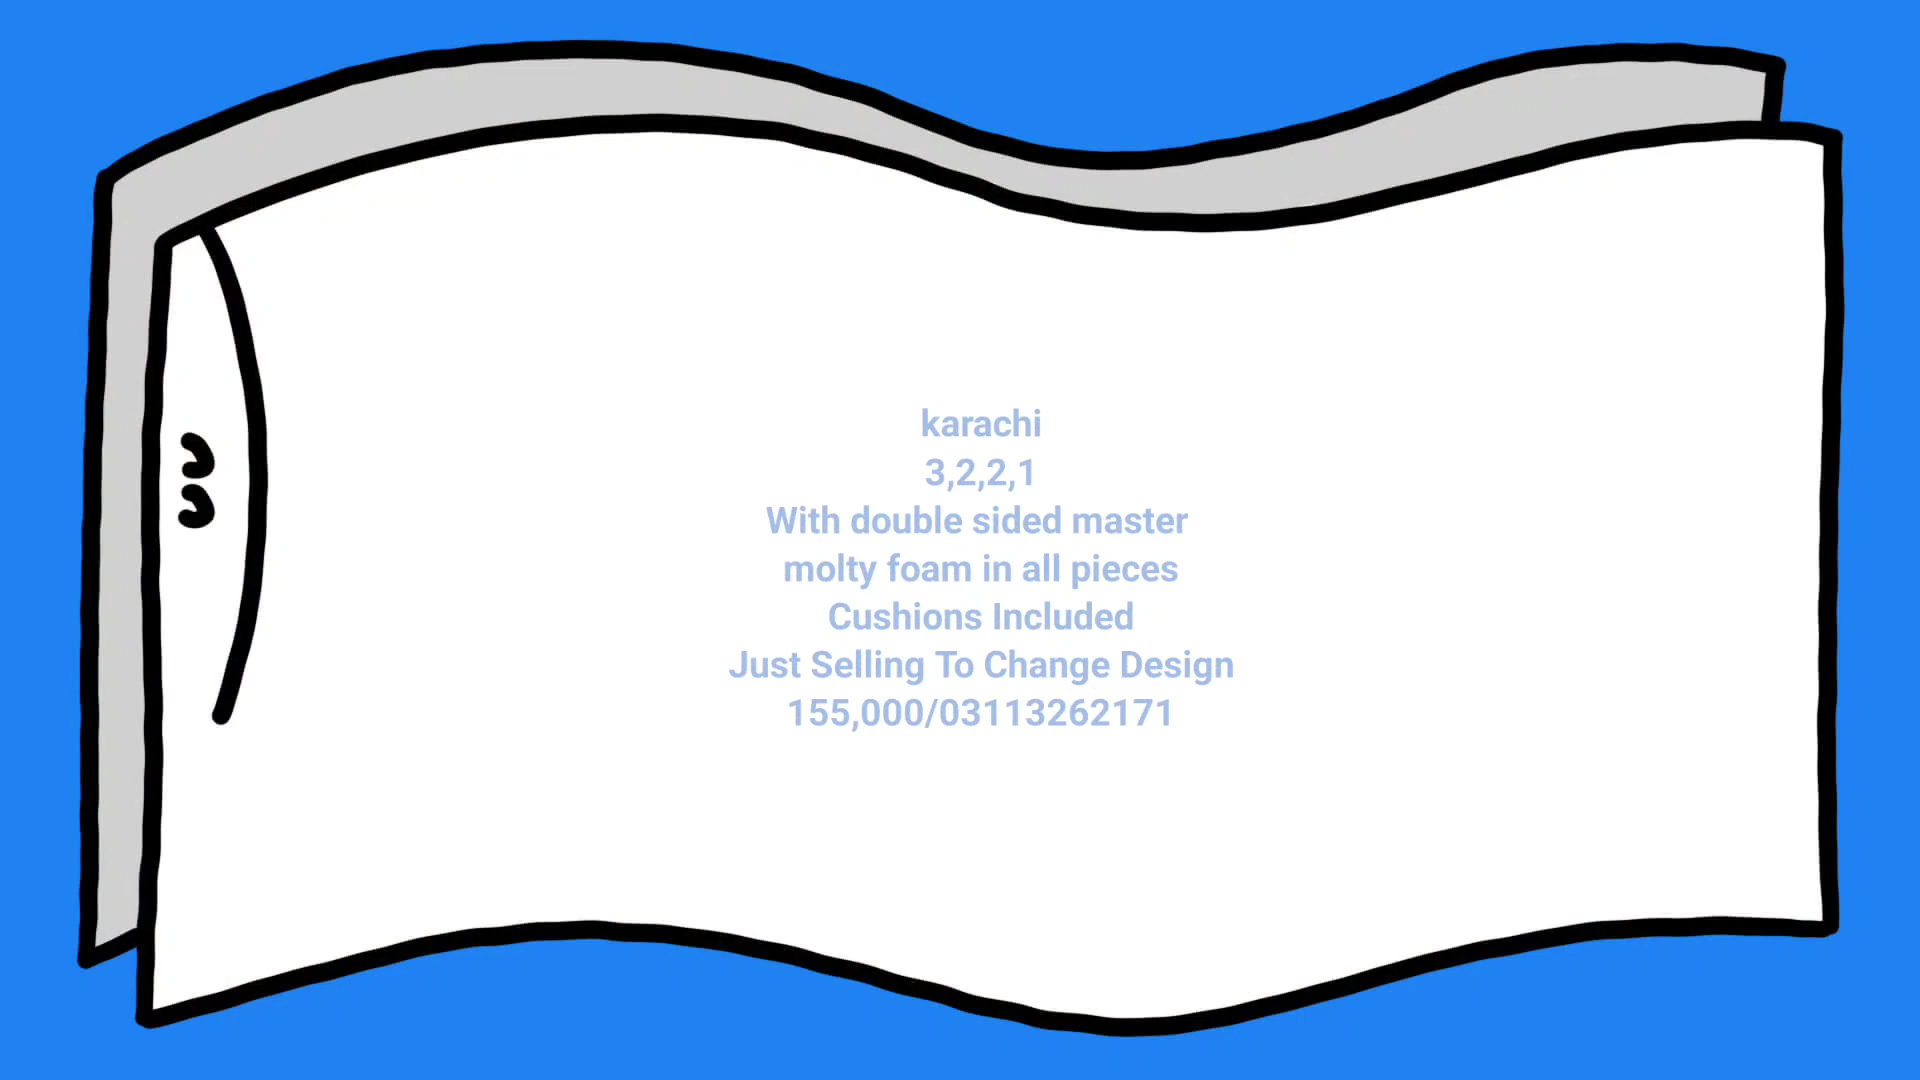 karachi
3,2,2,1
With double sided master
molty foam in all pieces
Cushions Included
Just Selling To Change Design
155,000/03113262171